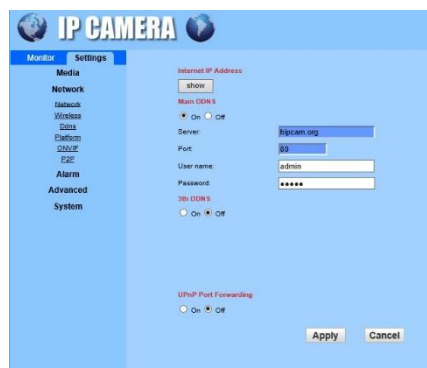 IP CAMERA
Monitor Settings
Media
Network
Network
Wireless
Ddns
Platform
ONVIF
P2P
Alarm
Advanced
System
Internet IP Address
show
Main DDNS
On Off
Server: hipcam.org
Port: 80
User name: admin
Password: •••••
3th DDNS
On Off
UPnP Port Forwarding
On Off
Apply Cancel